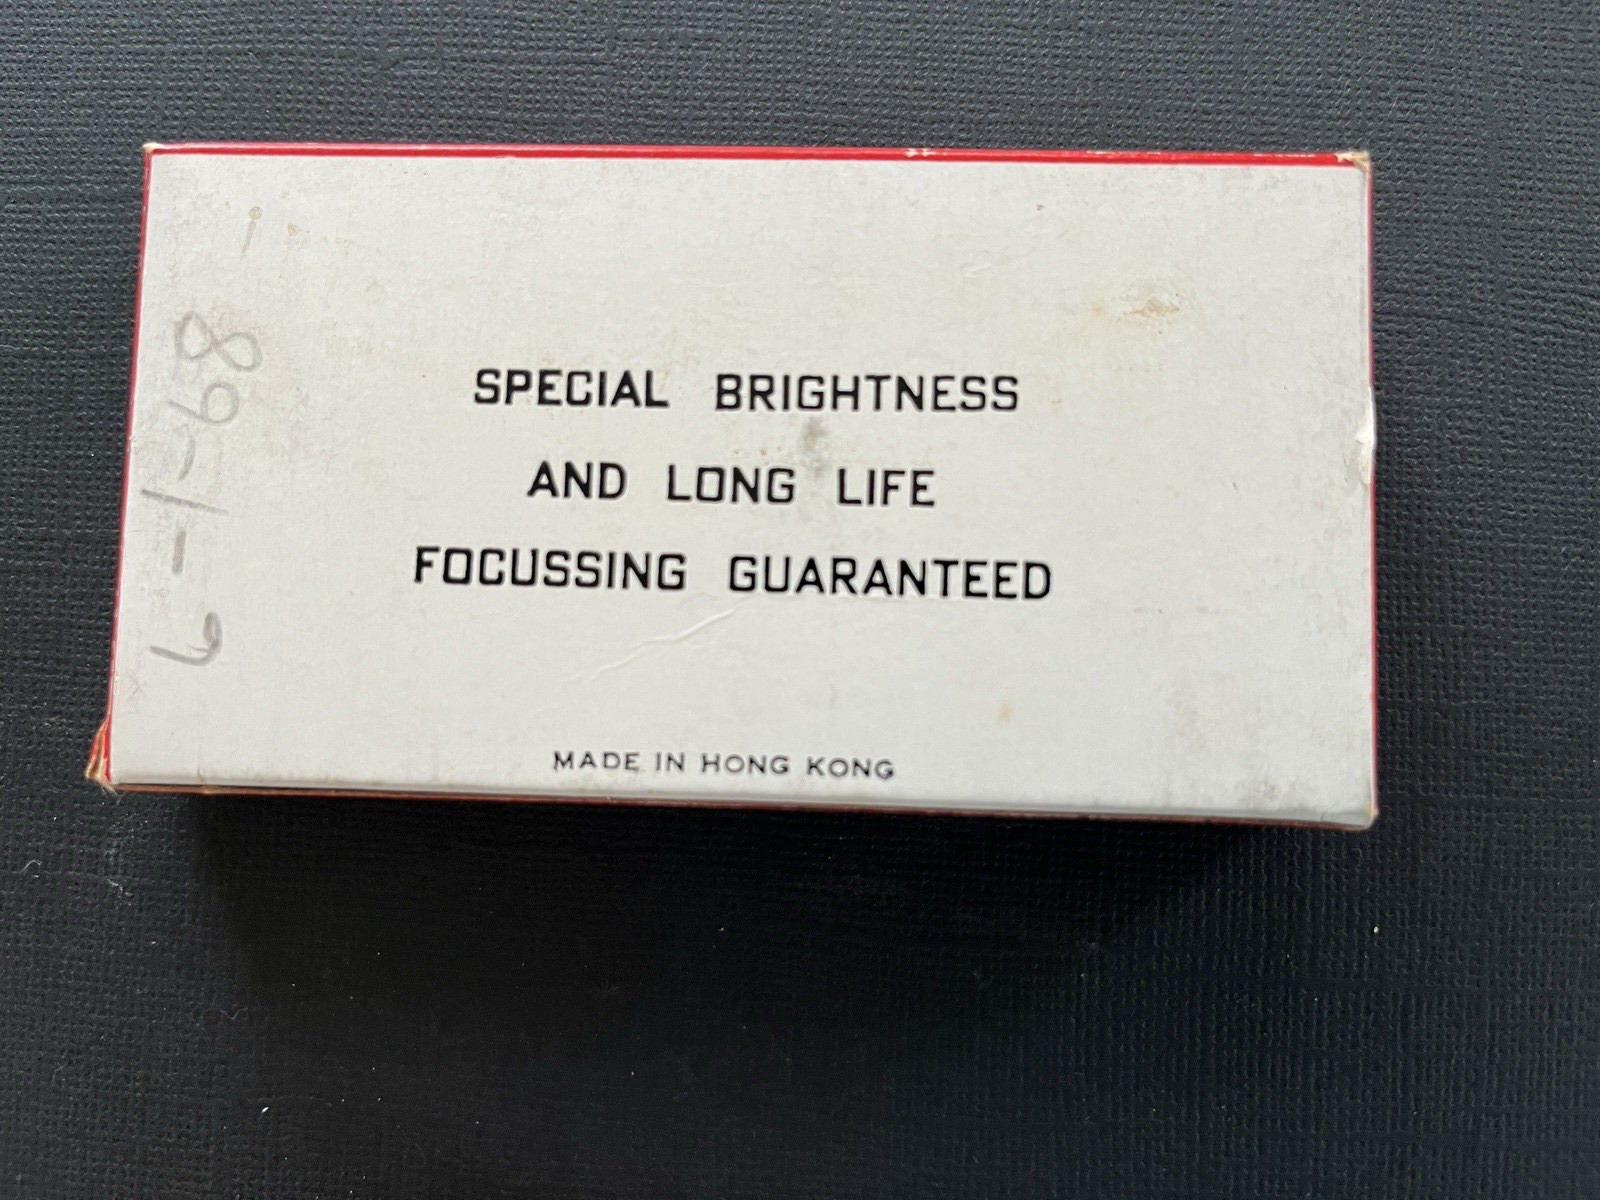 SPECIAL BRIGHTNESS
AND LONG LIFE
FOCUSSING GUARANTEED
MADE IN HONG KONG
6-1-68